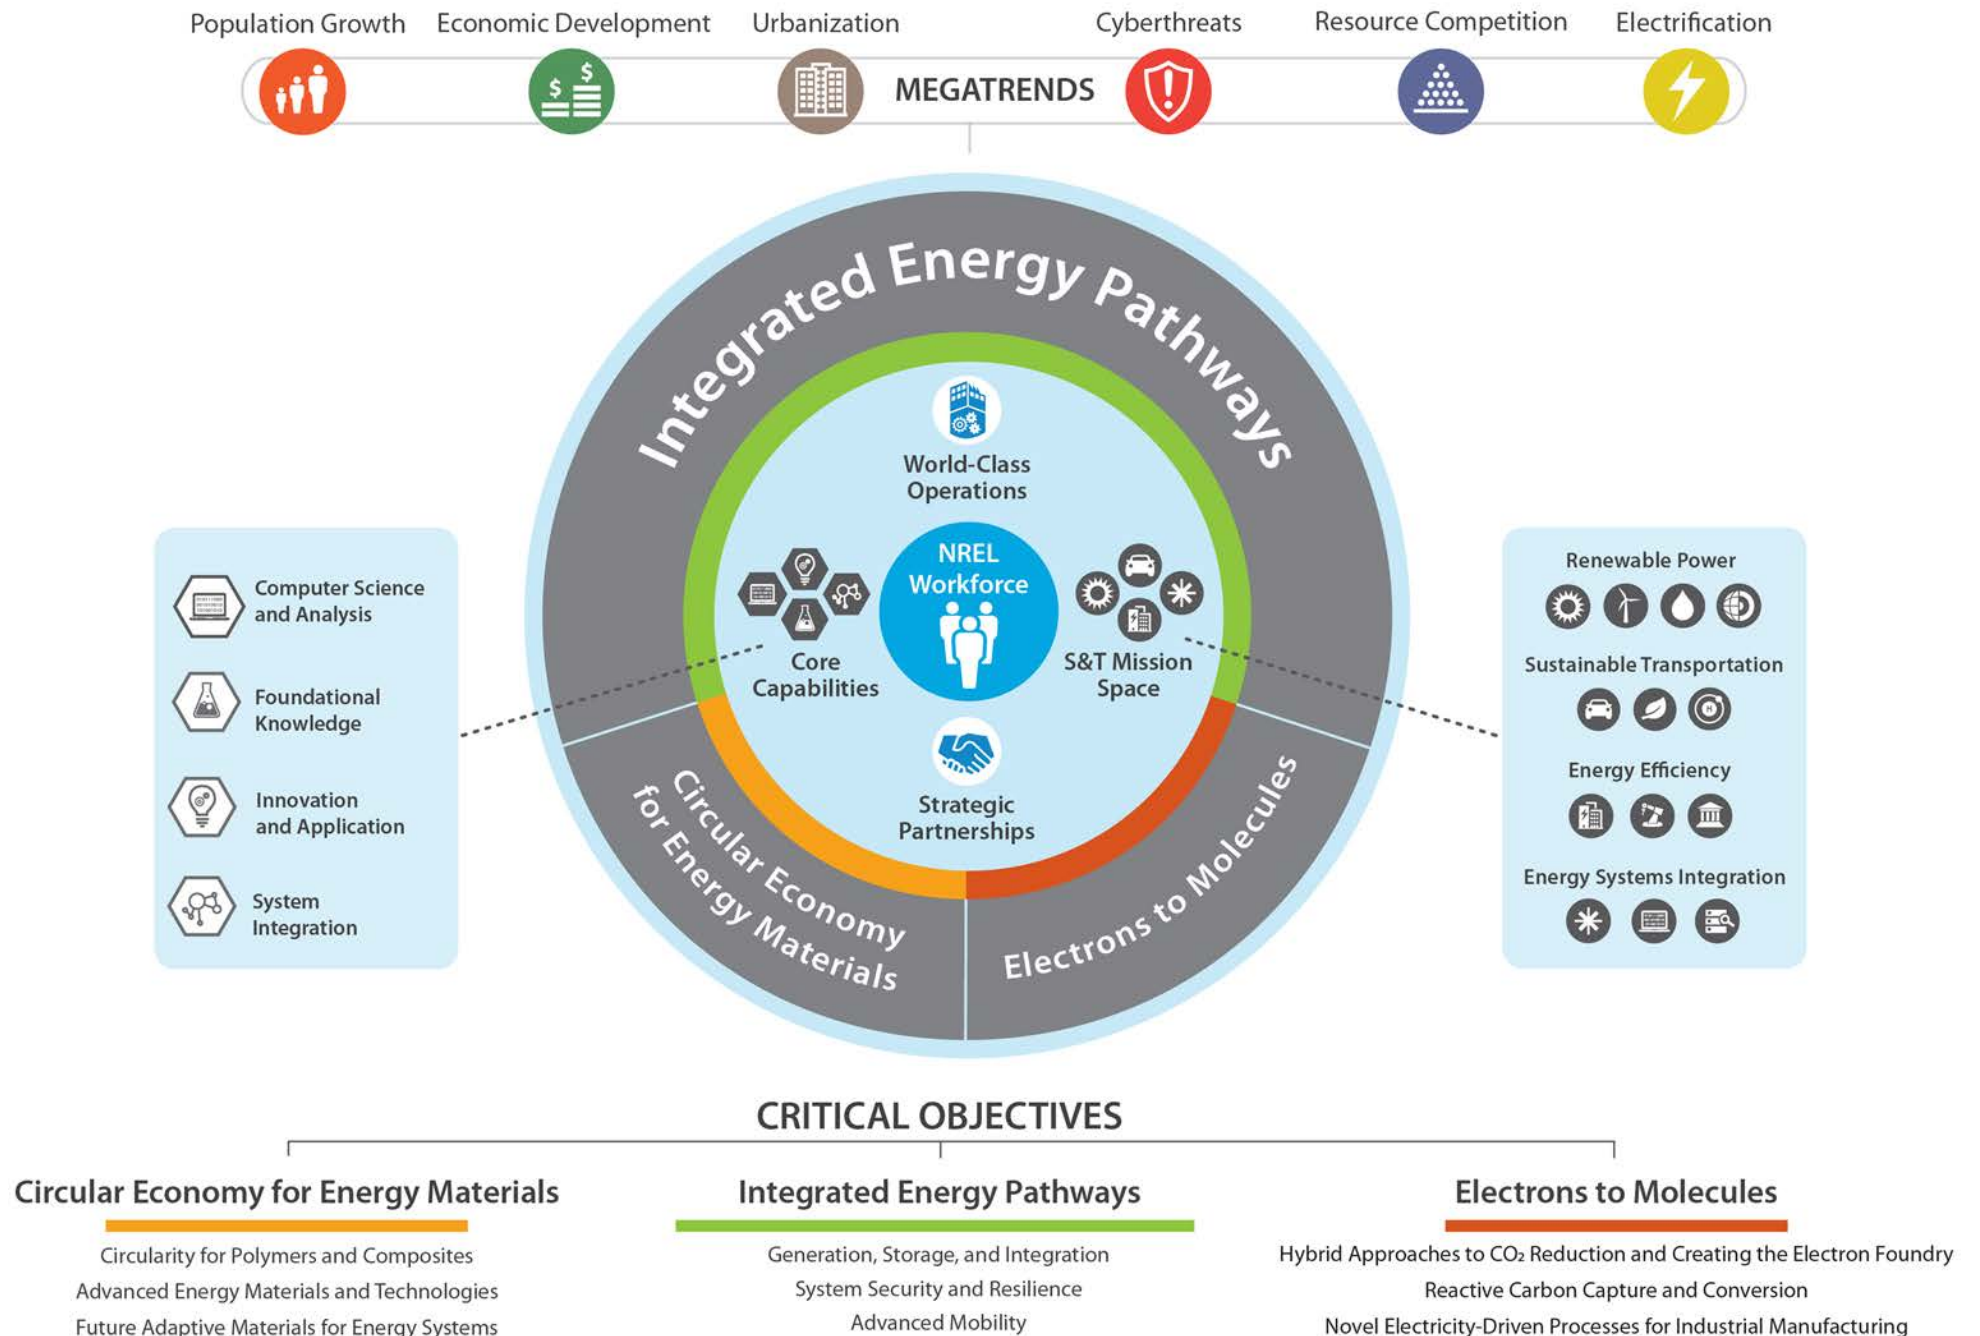 Population Growth
Economic Development
Urbanization
Cyberthreats
Resource Competition
Electrification
$
$
MEGATRENDS
Integrated Energy Pathways
World-Class
Operations
NREL
Workforce
Core
Capabilities
S&T Mission
Space
Strategic
Partnerships
Circular Economy
for Energy Materials
Electrons to Molecules
Computer Science
and Analysis
Foundational
Knowledge
Innovation
and Application
System
Integration
Renewable Power
Sustainable Transportation
H
Energy Efficiency
Energy Systems Integration
CRITICAL OBJECTIVES
Circular Economy for Energy Materials
Circularity for Polymers and Composites
Advanced Energy Materials and Technologies
Future Adaptive Materials for Energy Systems
Integrated Energy Pathways
Generation, Storage, and Integration
System Security and Resilience
Advanced Mobility
Electrons to Molecules
Hybrid Approaches to CO₂ Reduction and Creating the Electron Foundry
Reactive Carbon Capture and Conversion
Novel Electricity-Driven Processes for Industrial Manufacturing